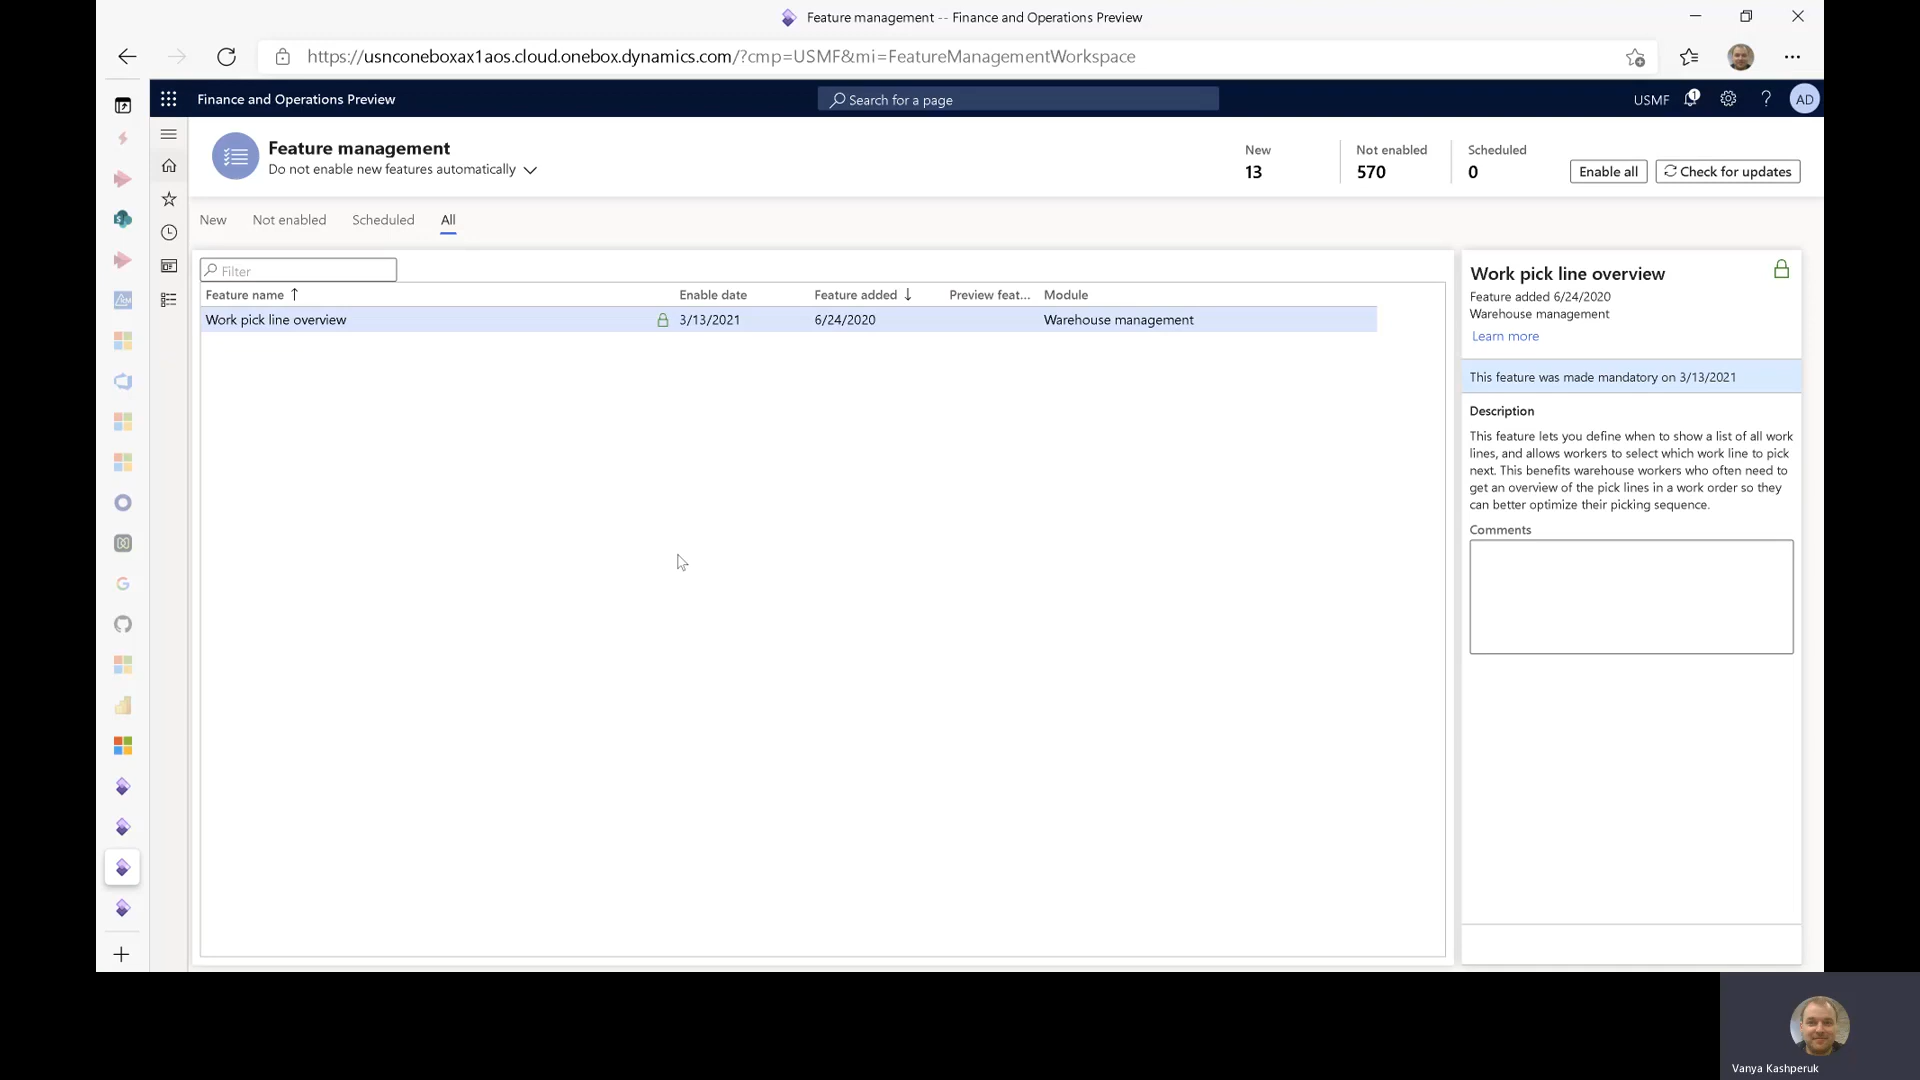 Feature management -- Finance and Operations Preview
https://usnconeboxax1aos.cloud.onebox.dynamics.com/?cmp=USMF&mi=FeatureManagementWorkspace
Finance and Operations Preview
Search for a page
USMF
1
?
AD
Feature management
Do not enable new features automatically
New
13
Not enabled
570
Scheduled
0
Enable all
Check for updates
New
Not enabled
Scheduled
All
Filter
Feature name
Enable date
Feature added
Preview feat...
Module
Work pick line overview
3/13/2021
6/24/2020
Warehouse management
Work pick line overview
Feature added 6/24/2020
Warehouse management
Learn more
This feature was made mandatory on 3/13/2021
Description
This feature lets you define when to show a list of all work
lines, and allows workers to select which work line to pick
next. This benefits warehouse workers who often need to
get an overview of the pick lines in a work order so they
can better optimize their picking sequence.
Comments
Vanya Kashperuk